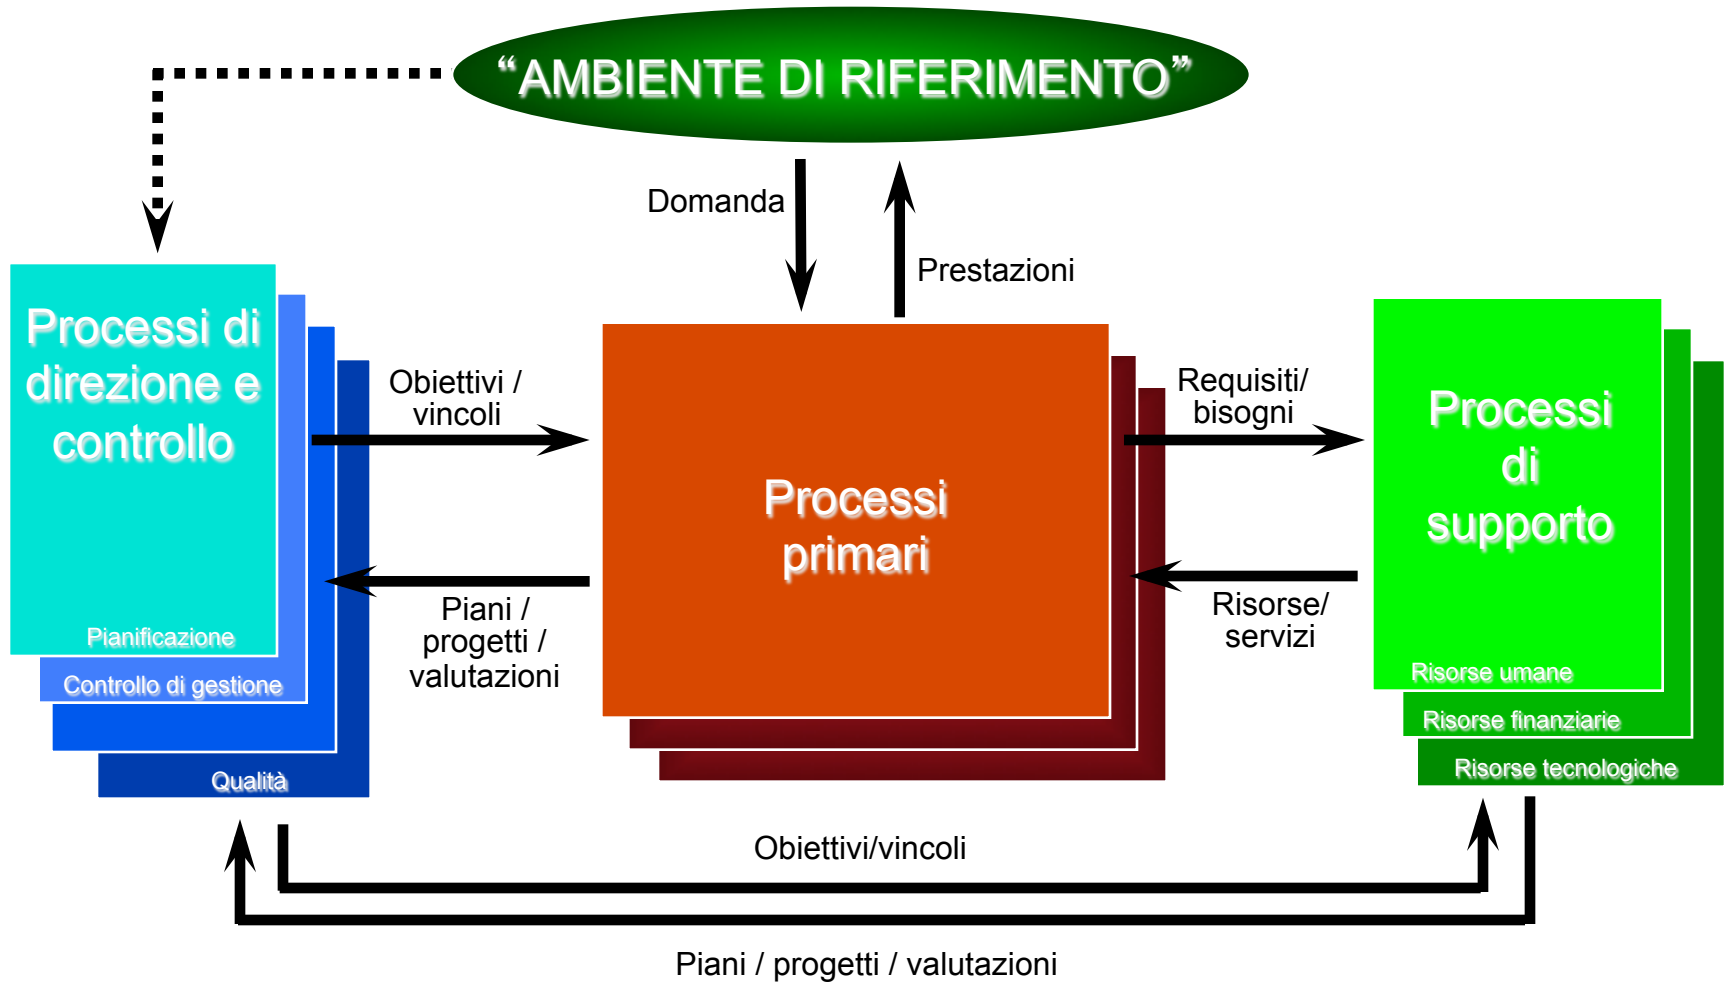 “AMBIENTE DI RIFERIMENTO”
Domanda
Prestazioni
Processi di
direzione e
controllo
Pianificazione
Controllo di gestione
Qualità
Obiettivi /
vincoli
Piani /
progetti /
valutazioni
Processi
primari
Requisiti/
bisogni
Risorse/
servizi
Processi
di
supporto
Risorse umane
Risorse finanziarie
Risorse tecnologiche
Obiettivi/vincoli
Piani / progetti / valutazioni